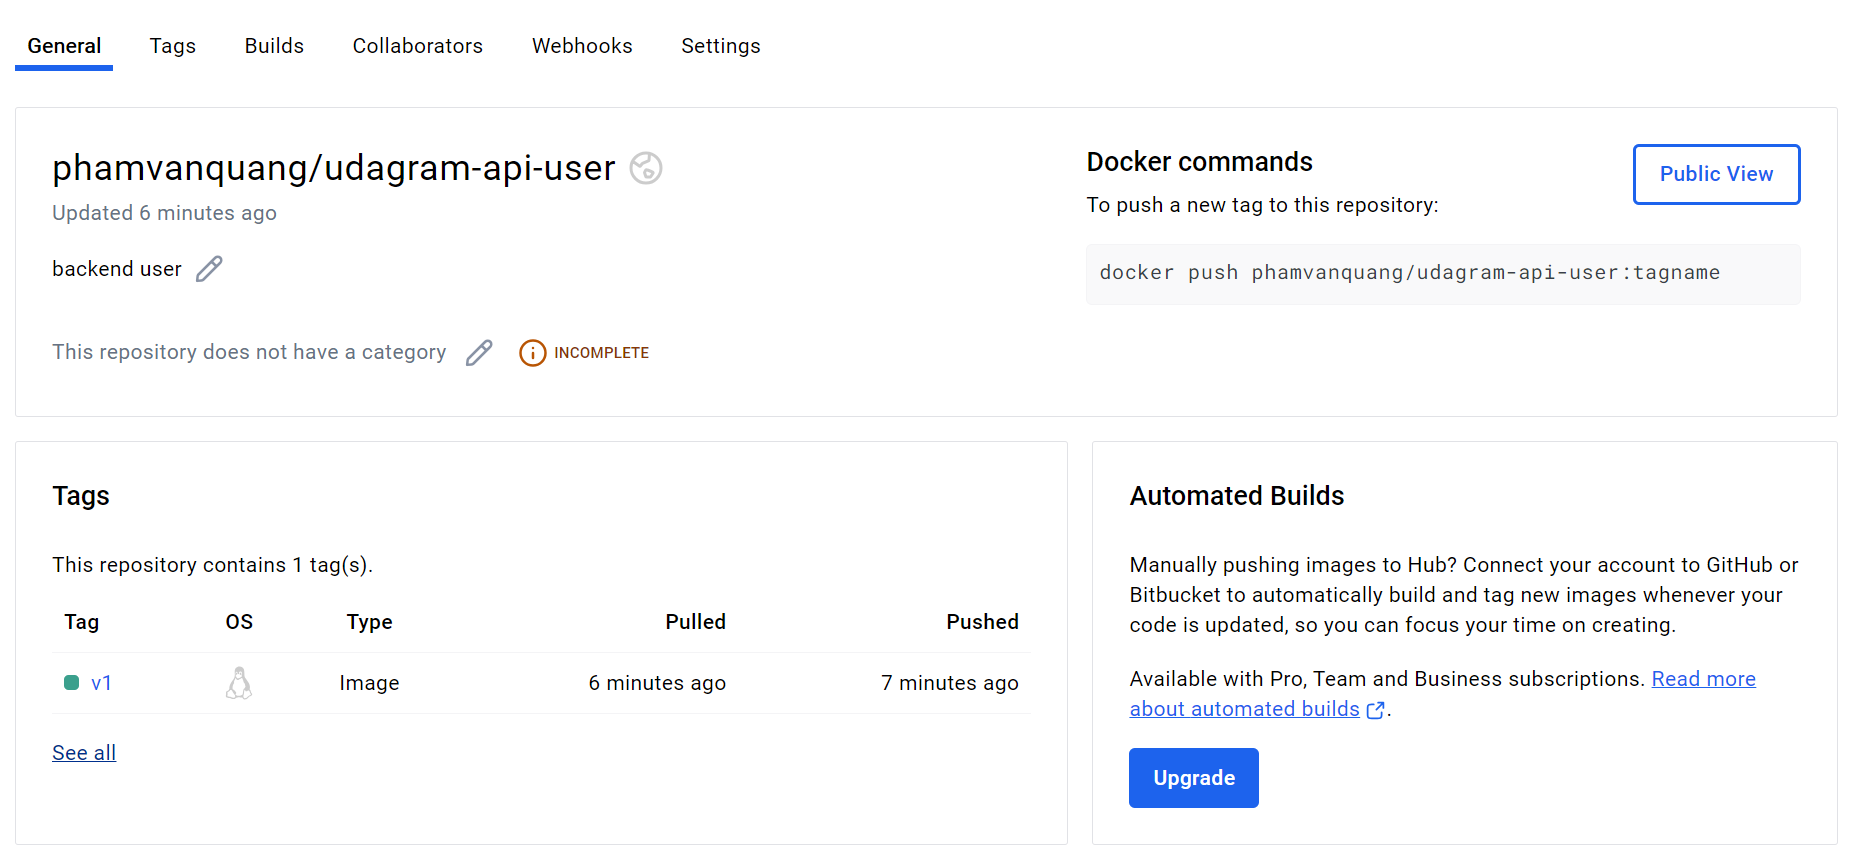 General Tags Builds Collaborators Webhooks Settings
phamvanquang/udagram-api-user
Updated 6 minutes ago
backend user
This repository does not have a category INCOMPLETE
Docker commands
Public View
To push a new tag to this repository:
docker push phamvanquang/udagram-api-user:tagname
Tags
This repository contains 1 tag(s).
Tag OS Type Pulled Pushed
v1 Image 6 minutes ago 7 minutes ago
See all
Automated Builds
Manually pushing images to Hub? Connect your account to GitHub or
Bitbucket to automatically build and tag new images whenever your
code is updated, so you can focus your time on creating.
Available with Pro, Team and Business subscriptions. Read more
about automated builds.
Upgrade